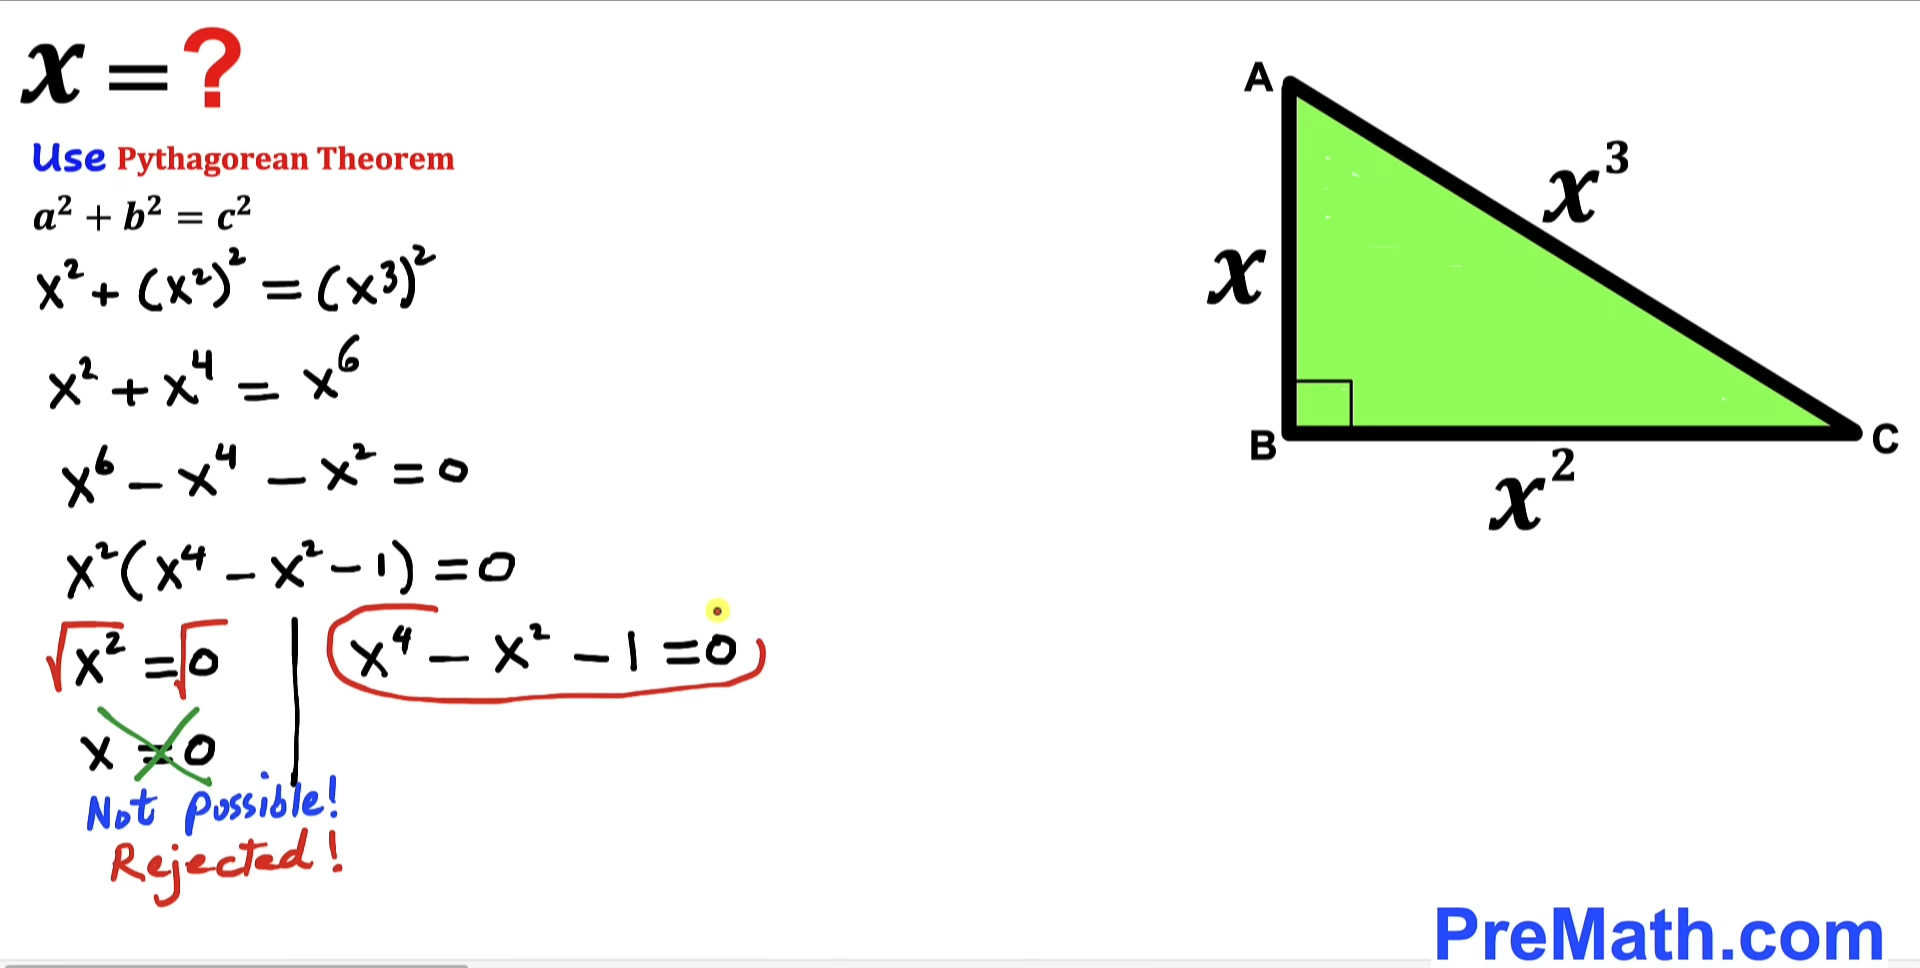 x = ?
Use Pythagorean Theorem
a² + b² = c²
x² + (x²)² = (x³)²
x² + x⁴ = x⁶
x⁶ − x⁴ − x² = 0
x²(x⁴ − x² − 1) = 0
√x² = √0
x = 0
Not possible!
Rejected!
x⁴ − x² − 1 = 0
A
x³
x
B
C
x²
PreMath.com